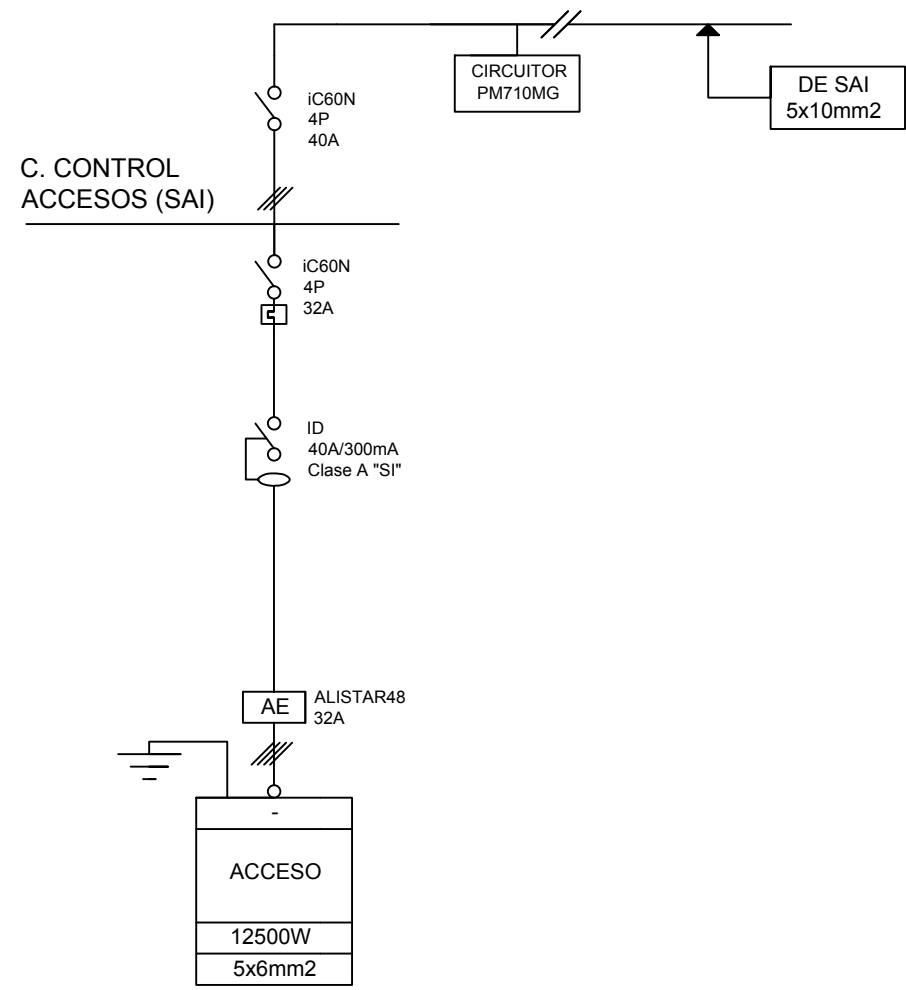 CIRCUITOR
PM710MG
DE SAI
5x10mm2
iC60N
4P
40A
C. CONTROL
ACCESOS (SAI)
iC60N
4P
32A
ID
40A/300mA
Clase A "SI"
AE
ALISTAR48
32A
-
ACCESO
12500W
5x6mm2